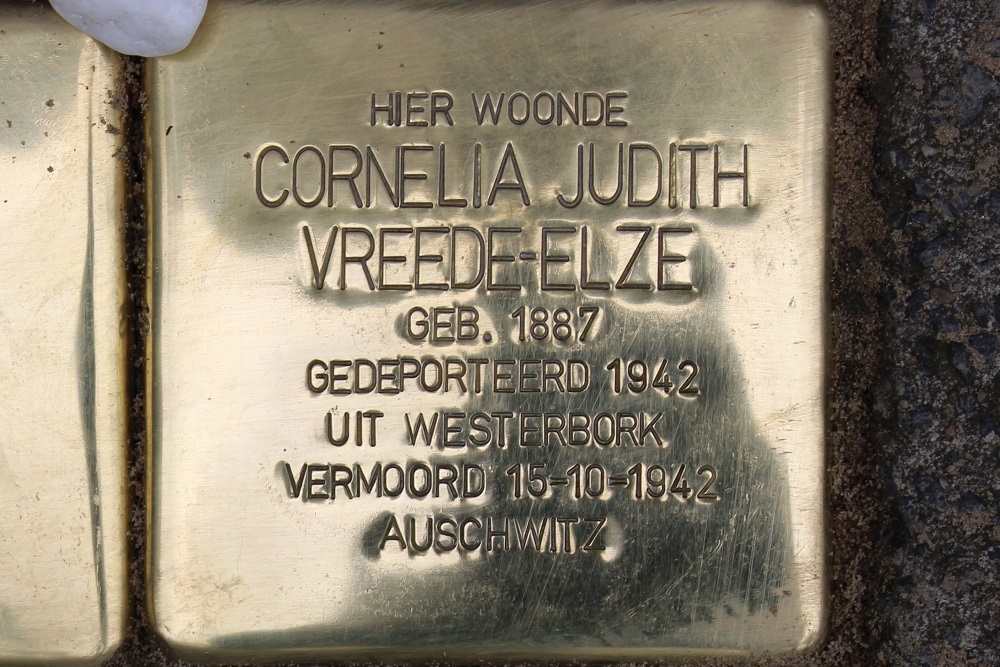 HIER WOONDE
CORNELIA JUDITH
VREEDE-ELZE
GEB. 1887
GEDEPORTEERD 1942
UIT WESTERBORK
VERMOORD 15-10-1942
AUSCHWITZ